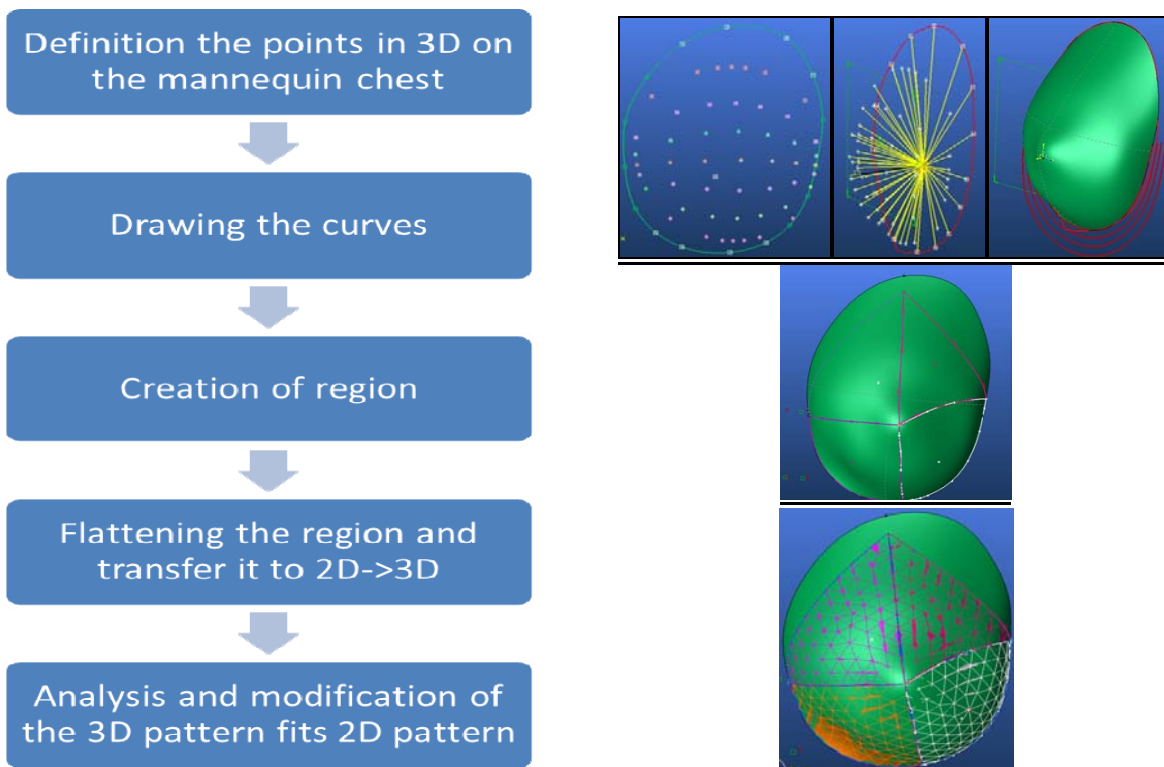 Definition the points in 3D on
the mannequin chest
Drawing the curves
Creation of region
Flattening the region and
transfer it to 2D->3D
Analysis and modification of
the 3D pattern fits 2D pattern